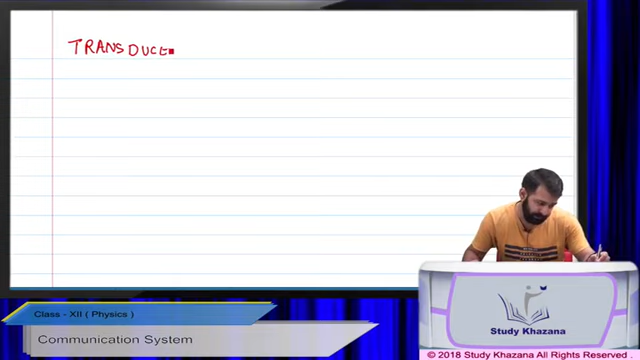 TRANSDUCE
Class - XII ( Physics )
Communication System
Study Khazana
© 2018 Study Khazana All Rights Reserved .